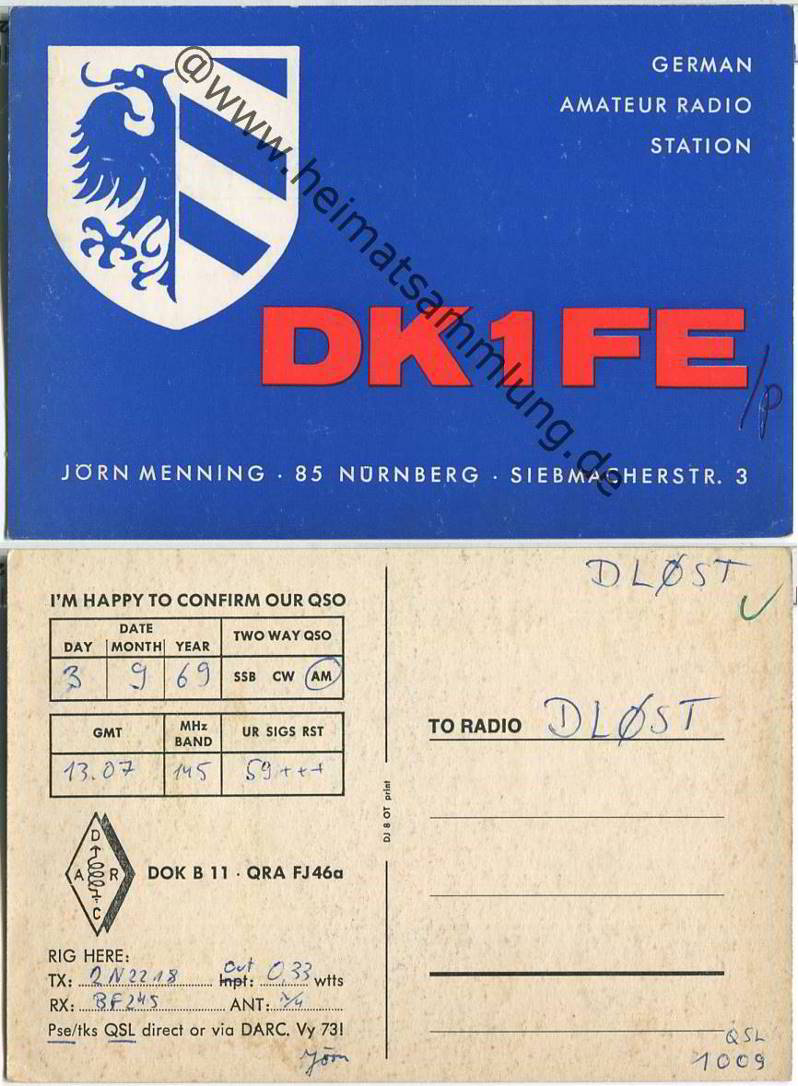 GERMAN
AMATEUR RADIO
STATION
@www.heimatsammlung.de
DK1FE/p
JÖRN MENNING · 85 NÜRNBERG · SIEBMACHERSTR. 3
DLØST
I'M HAPPY TO CONFIRM OUR QSO
DATE
DAY MONTH YEAR TWO WAY QSO
3 9 69 SSB CW AM
GMT MHz BAND UR SIGS RST
13.07 145 59+++
TO RADIO DLØST
DJ 8 OT print
D
A R
C
DOK B 11 · QRA FJ46a
RIG HERE:
TX: 2N2218 Inpt: Out 0,33 wtts
RX: BF245 ANT: λ/4
Pse/tks QSL direct or via DARC. Vy 73!
Jörn
QSL
1009